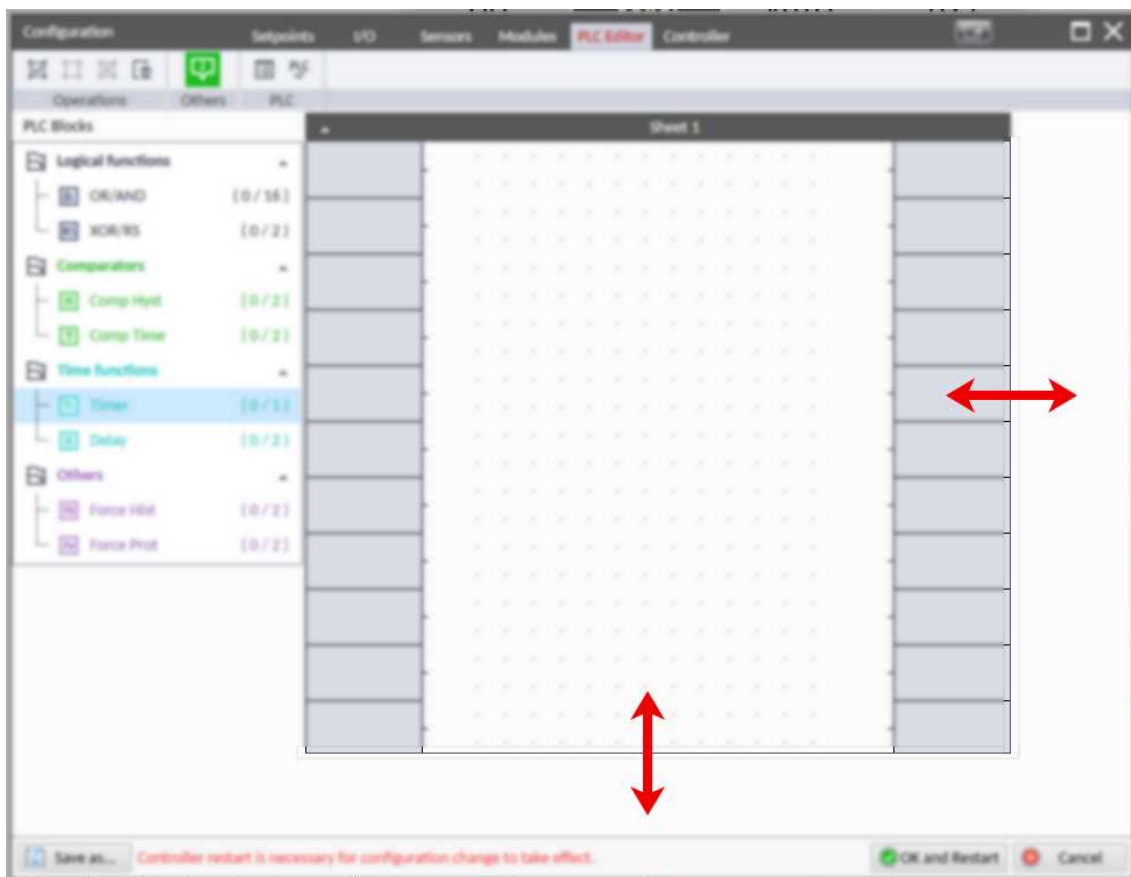 Configuration
Setpoints I/O Sensors Modules PLC Editor Controller
Operations Others PLC
PLC Blocks
Sheet 1
Logical functions
OR/AND [0/16]
XOR/RS [0/2]
Comparators
Comp Hyst [0/2]
Comp Time [0/2]
Time functions
Timer [0/1]
Delay [0/2]
Others
Force Hist [0/2]
Force Prot [0/2]
Save as... Controller restart is necessary for configuration change to take effect. OK and Restart Cancel